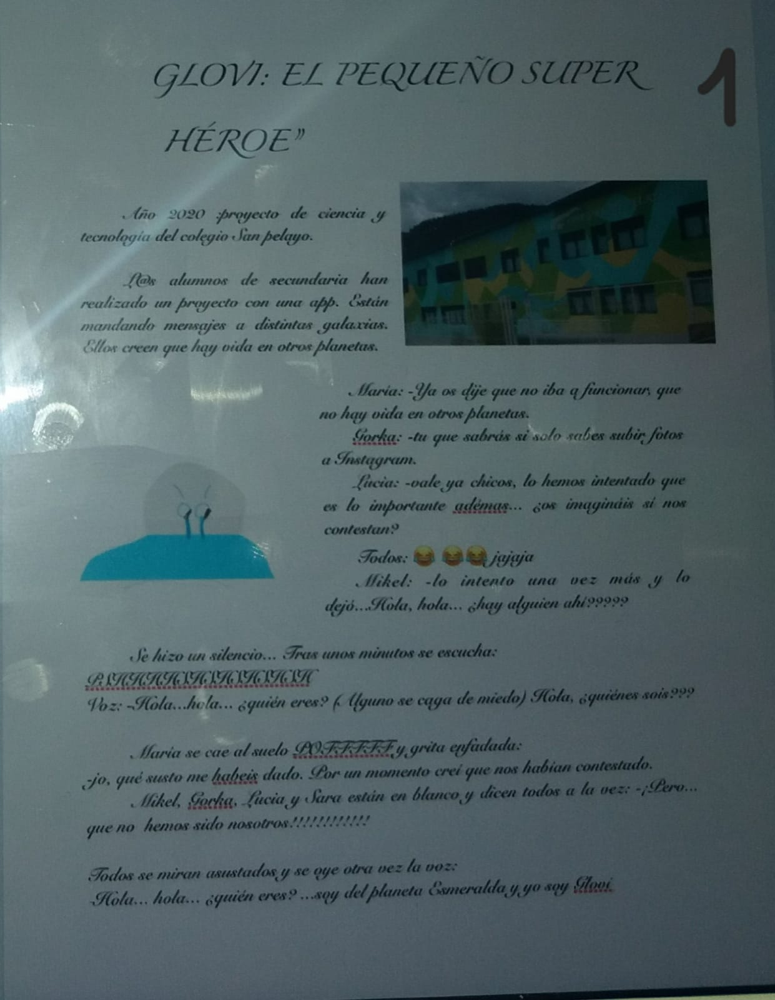 GLOVI: EL PEQUEÑO SUPER
1
HÉROE”
Año 2020 :proyecto de ciencia y
tecnología del colegio San pelayo.
L@s alumnos de secundaria han
realizado un proyecto con una app. Están
mandando mensajes a distintas galaxias.
Ellos creen que hay vida en otros planetas.
María: -Ya os dije que no iba a funcionar, que
no hay vida en otros planetas.
Gorka: -tu que sabrás si solo sabes subir fotos
a Instagram.
Lucia: -vale ya chicos, lo hemos intentado que
es lo importante adémas... ¿os imagináis si nos
contestan?
Todos: 😂 😂😂 jajaja
Mikel: -lo intento una vez más y lo
dejó...Hola, hola... ¿hay alguien ahí?????
Se hizo un silencio... Tras unos minutos se escucha:
PSHHHHSHSHSHSHSH
Voz: -Hola...hola... ¿quién eres? (Alguno se caga de miedo) Hola, ¿quiénes sois???
María se cae al suelo POFFFFF y grita enfadada:
-jo, qué susto me habeis dado. Por un momento creí que nos habían contestado.
Mikel, Gorka, Lucia y Sara están en blanco y dicen todos a la vez: -¡Pero...
que no hemos sido nosotros!!!!!!!!!!!!
Todos se miran asustados y se oye otra vez la voz:
-Hola... hola... ¿quién eres? ...soy del planeta Esmeralda y yo soy Glovi